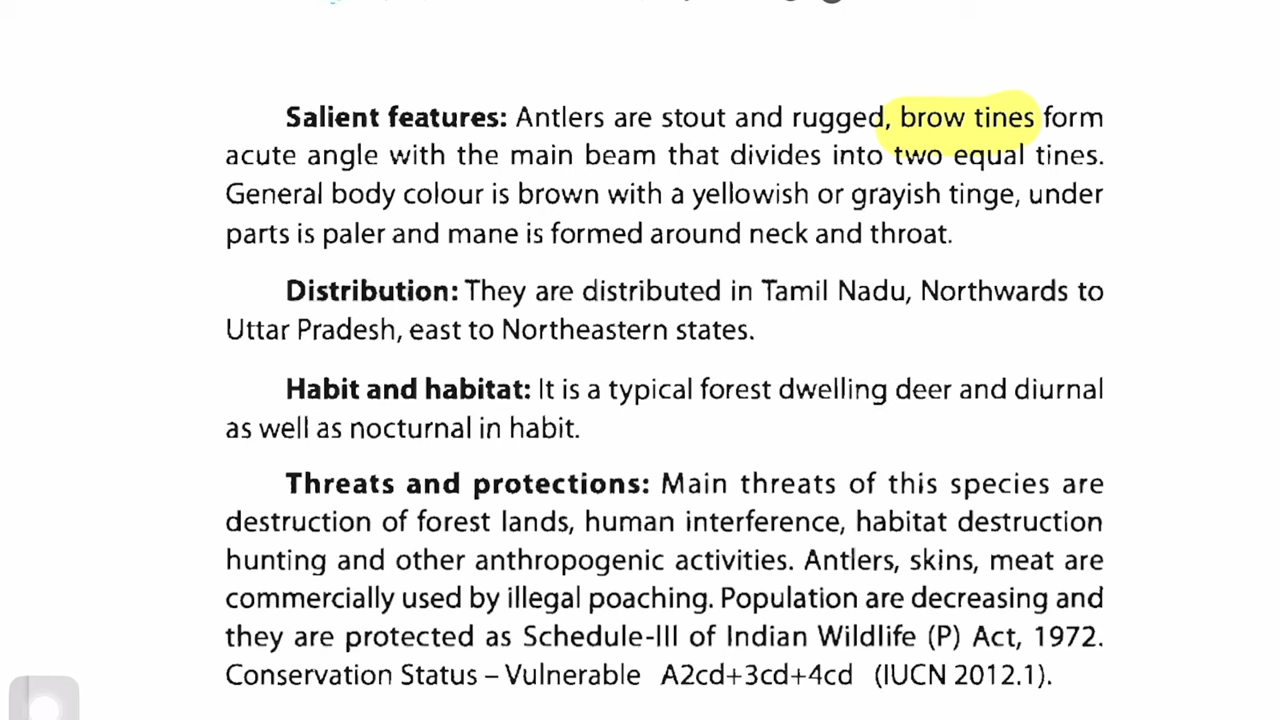 Salient features: Antlers are stout and rugged, brow tines form
acute angle with the main beam that divides into two equal tines.
General body colour is brown with a yellowish or grayish tinge, under
parts is paler and mane is formed around neck and throat.
Distribution: They are distributed in Tamil Nadu, Northwards to
Uttar Pradesh, east to Northeastern states.
Habit and habitat: It is a typical forest dwelling deer and diurnal
as well as nocturnal in habit.
Threats and protections: Main threats of this species are
destruction of forest lands, human interference, habitat destruction
hunting and other anthropogenic activities. Antlers, skins, meat are
commercially used by illegal poaching. Population are decreasing and
they are protected as Schedule-III of Indian Wildlife (P) Act, 1972.
Conservation Status – Vulnerable A2cd+3cd+4cd (IUCN 2012.1).